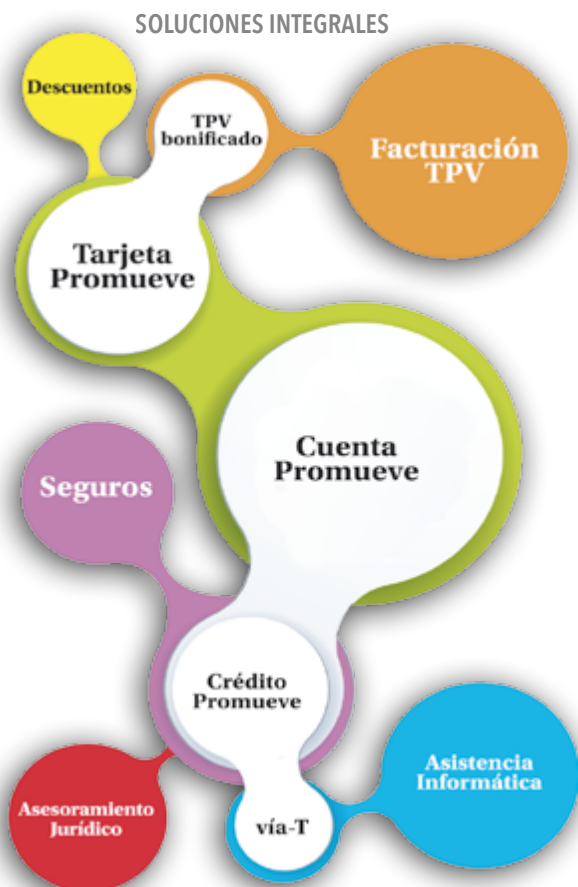 SOLUCIONES INTEGRALES
Descuentos
TPV
bonificado
Facturación
TPV
Tarjeta
Promueve
Cuenta
Promueve
Seguros
Crédito
Promueve
Asistencia
Informática
Asesoramiento
Jurídico
vía-T